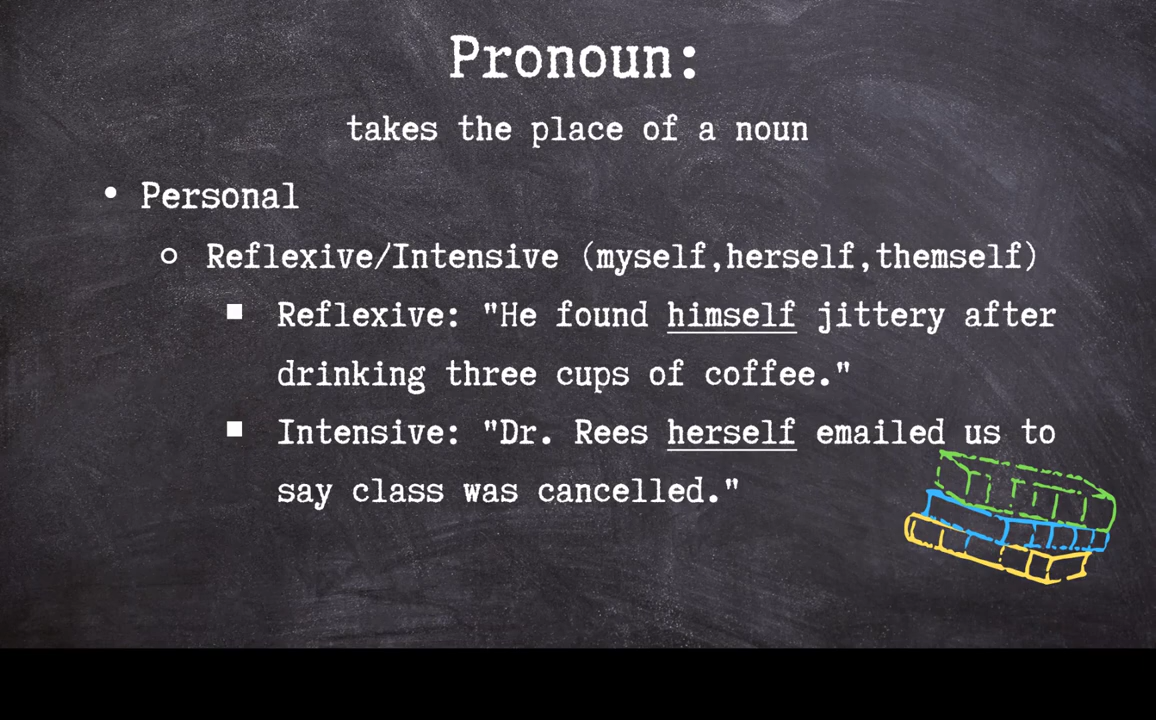 Pronoun:
takes the place of a noun
• Personal
○ Reflexive/Intensive (myself,herself,themself)
■ Reflexive: "He found himself jittery after
drinking three cups of coffee."
■ Intensive: "Dr. Rees herself emailed us to
say class was cancelled."